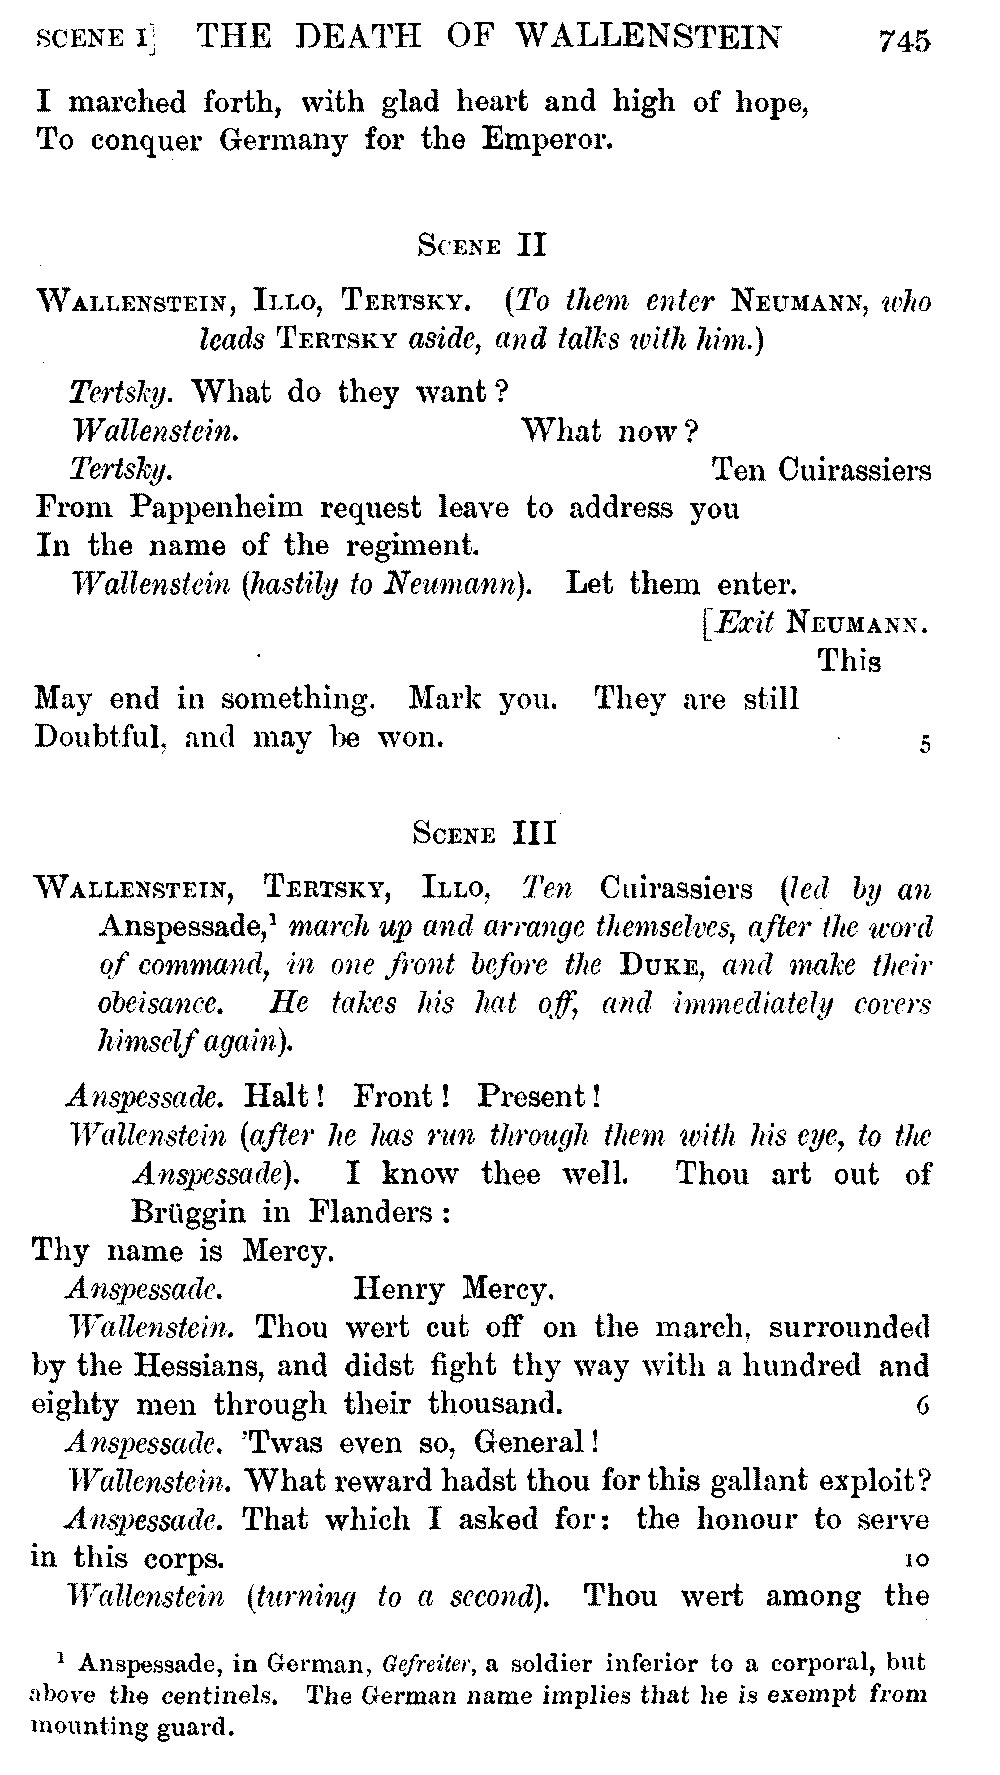 SCENE I] THE DEATH OF WALLENSTEIN 745
I marched forth, with glad heart and high of hope,
To conquer Germany for the Emperor.
SCENE II
WALLENSTEIN, ILLO, TERTSKY. (To them enter NEUMANN, who
leads TERTSKY aside, and talks with him.)
Tertsky. What do they want?
Wallenstein. What now?
Tertsky. Ten Cuirassiers
From Pappenheim request leave to address you
In the name of the regiment.
Wallenstein (hastily to Neumann). Let them enter.
[Exit NEUMANN.
This
May end in something. Mark you. They are still
Doubtful, and may be won. 5
SCENE III
WALLENSTEIN, TERTSKY, ILLO, Ten Cuirassiers (led by an
Anspessade,¹ march up and arrange themselves, after the word
of command, in one front before the DUKE, and make their
obeisance. He takes his hat off, and immediately covers
himself again).
Anspessade. Halt! Front! Present!
Wallenstein (after he has run through them with his eye, to the
Anspessade). I know thee well. Thou art out of
Brüggin in Flanders:
Thy name is Mercy.
Anspessade. Henry Mercy.
Wallenstein. Thou wert cut off on the march, surrounded
by the Hessians, and didst fight thy way with a hundred and
eighty men through their thousand. 6
Anspessade. 'Twas even so, General!
Wallenstein. What reward hadst thou for this gallant exploit?
Anspessade. That which I asked for: the honour to serve
in this corps. 10
Wallenstein (turning to a second). Thou wert among the
¹ Anspessade, in German, Gefreiter, a soldier inferior to a corporal, but
above the centinels. The German name implies that he is exempt from
mounting guard.